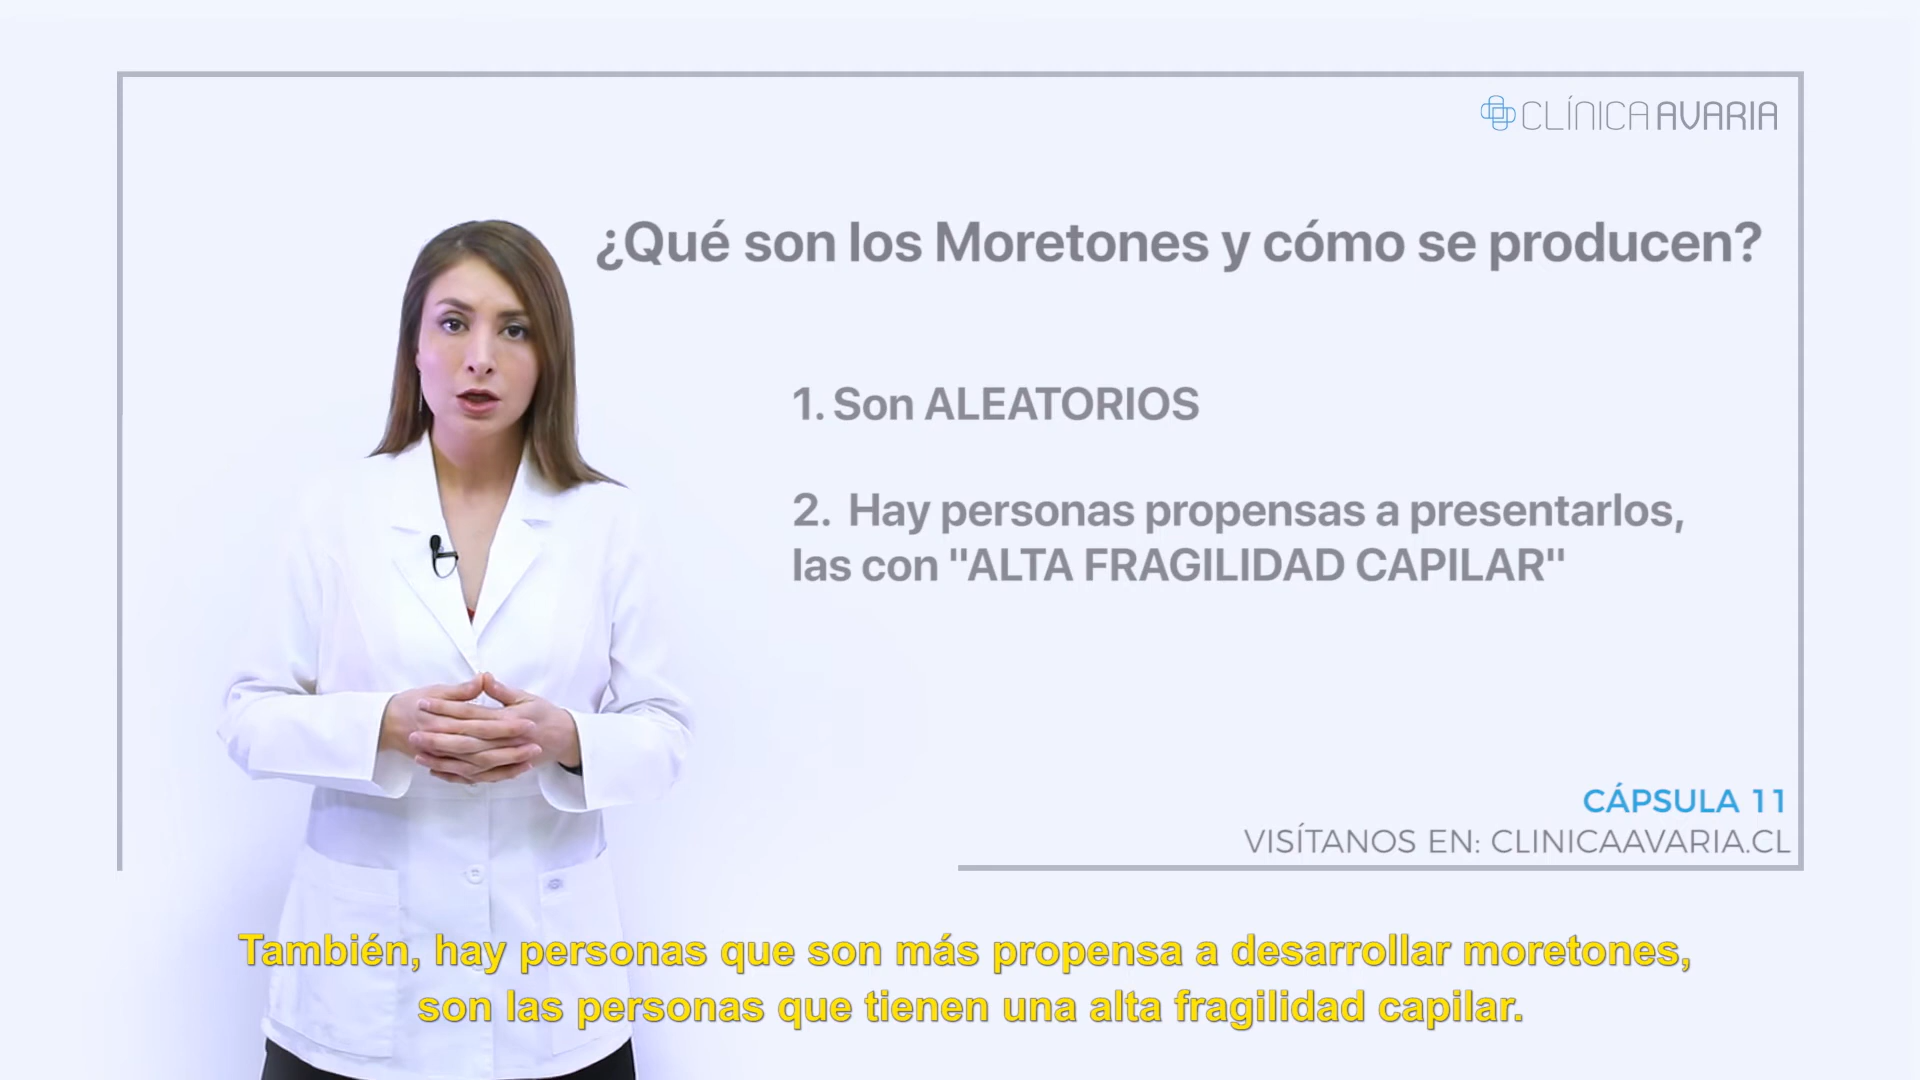 CLÍNICA AVARIA
¿Qué son los Moretones y cómo se producen?
1. Son ALEATORIOS
2. Hay personas propensas a presentarlos,
las con "ALTA FRAGILIDAD CAPILAR"
CÁPSULA 11
VISÍTANOS EN: CLINICAAVARIA.CL
También, hay personas que son más propensa a desarrollar moretones,
son las personas que tienen una alta fragilidad capilar.